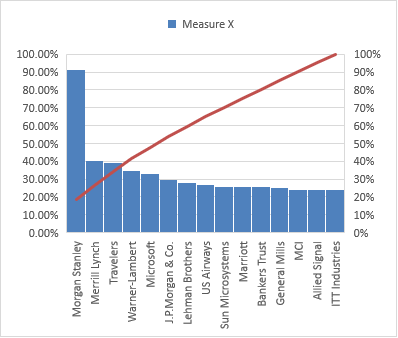 Measure X
100.00% 100%
90.00% 90%
80.00% 80%
70.00% 70%
60.00% 60%
50.00% 50%
40.00% 40%
30.00% 30%
20.00% 20%
10.00% 10%
0.00% 0%
Morgan Stanley
Merrill Lynch
Travelers
Warner-Lambert
Microsoft
J.P.Morgan & Co.
Lehman Brothers
US Airways
Sun Microsystems
Marriott
Bankers Trust
General Mills
MCI
Allied Signal
ITT Industries